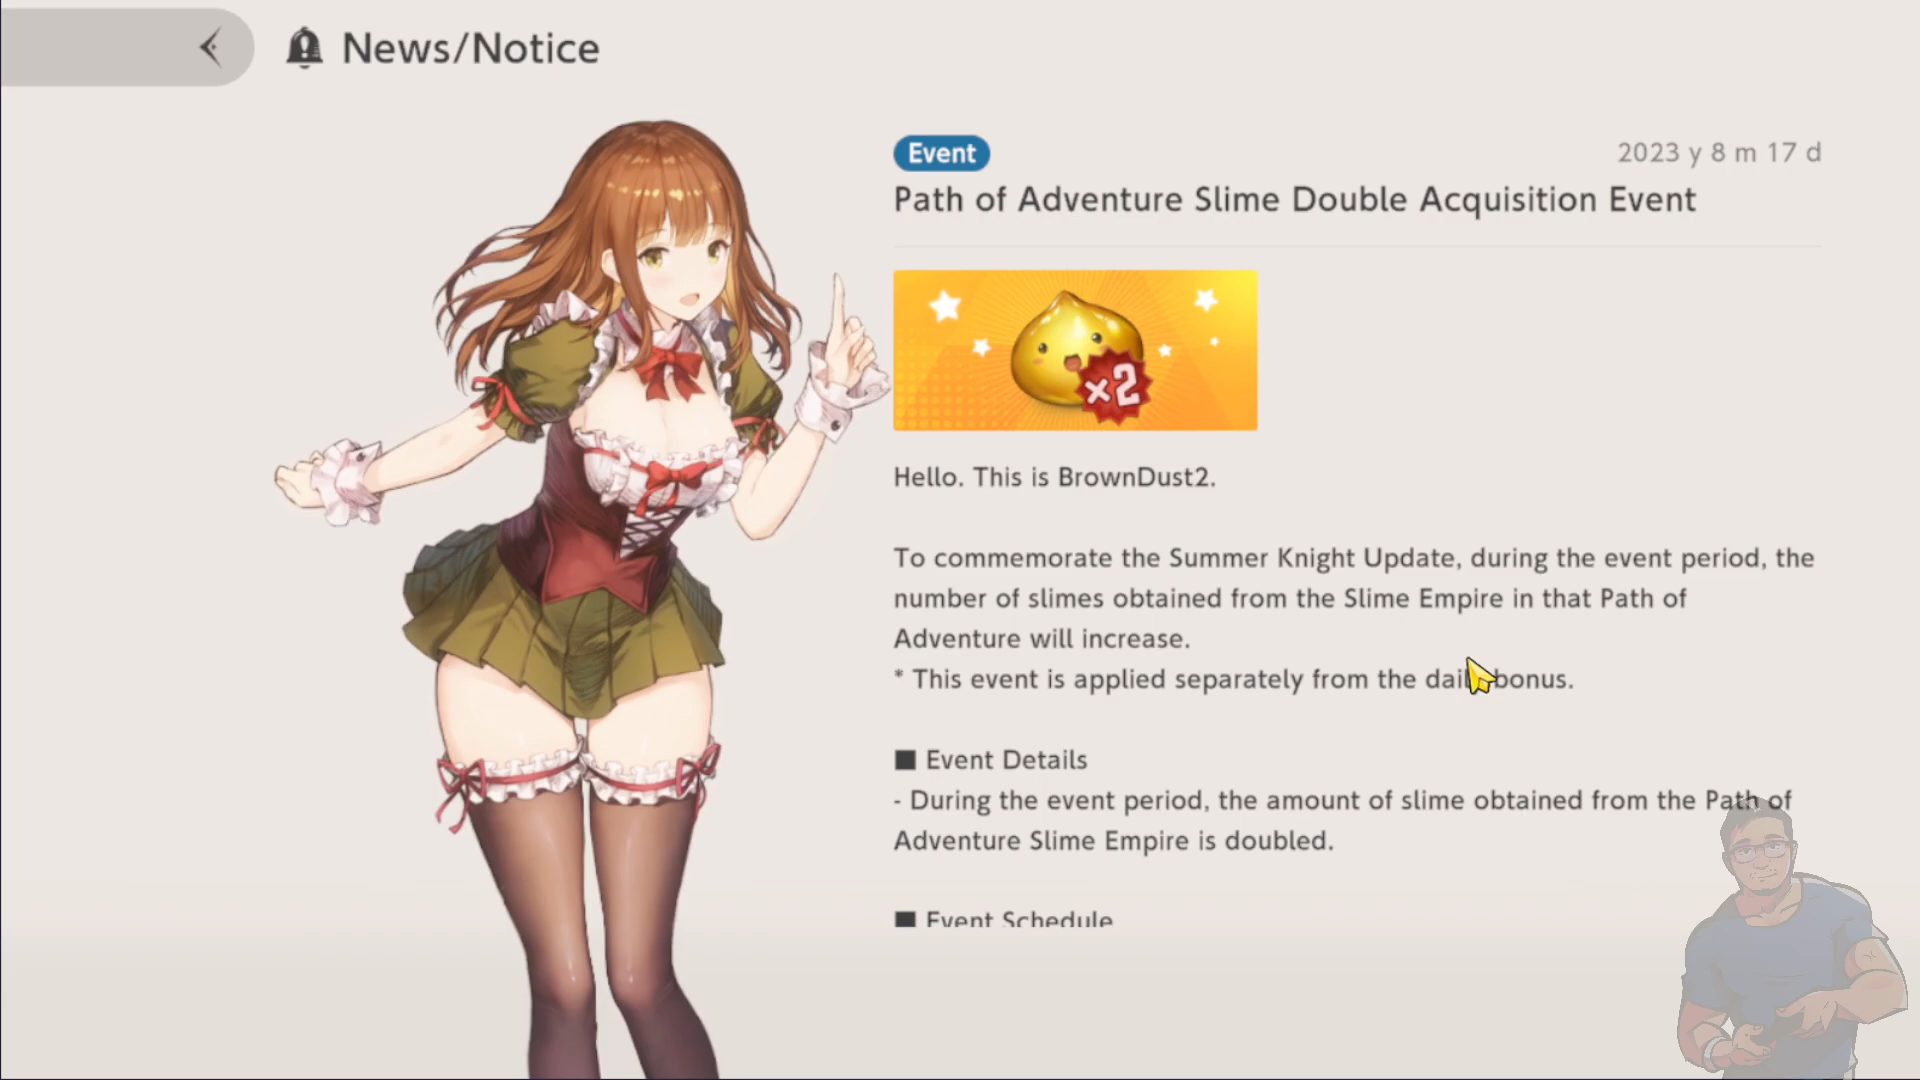 News/Notice
Event
2023 y 8 m 17 d
Path of Adventure Slime Double Acquisition Event
×2
Hello. This is BrownDust2.
To commemorate the Summer Knight Update, during the event period, the
number of slimes obtained from the Slime Empire in that Path of
Adventure will increase.
* This event is applied separately from the daily bonus.
■ Event Details
- During the event period, the amount of slime obtained from the Path of
Adventure Slime Empire is doubled.
■ Event Schedule